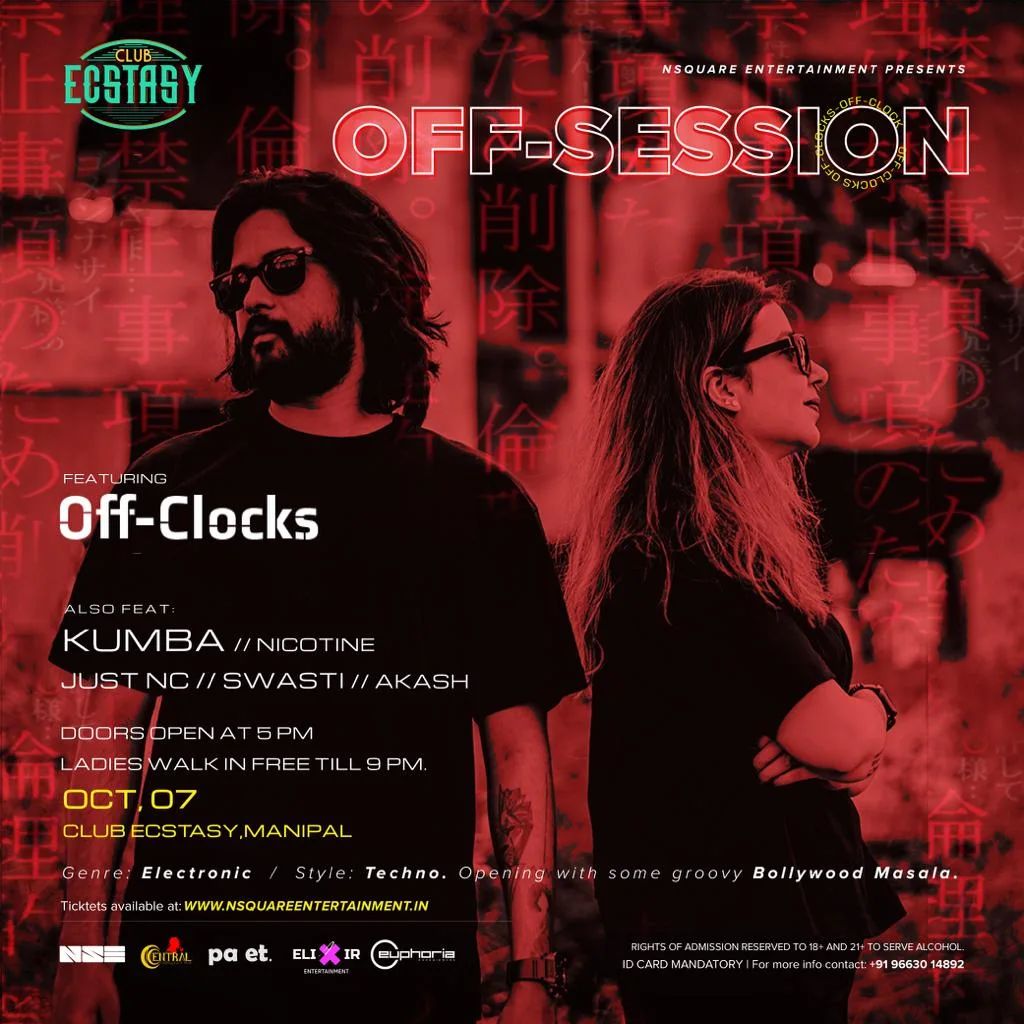 CLUB
ECSTASY
NSQUARE ENTERTAINMENT PRESENTS
OFF-SESSION
FEATURING
Off-Clocks
ALSO FEAT:
KUMBA // NICOTINE
JUST NC // SWASTI // AKASH
DOORS OPEN AT 5 PM
LADIES WALK IN FREE TILL 9 PM.
OCT, 07
CLUB ECSTASY,MANIPAL
Genre: Electronic / Style: Techno. Opening with some groovy Bollywood Masala.
Ticktets available at: WWW.NSQUAREENTERTAINMENT.IN
NSE CENTRAL pa et. ELIXIR euphoria
ENTERTAINMENT
RIGHTS OF ADMISSION RESERVED TO 18+ AND 21+ TO SERVE ALCOHOL.
ID CARD MANDATORY | For more info contact: +91 96630 14892